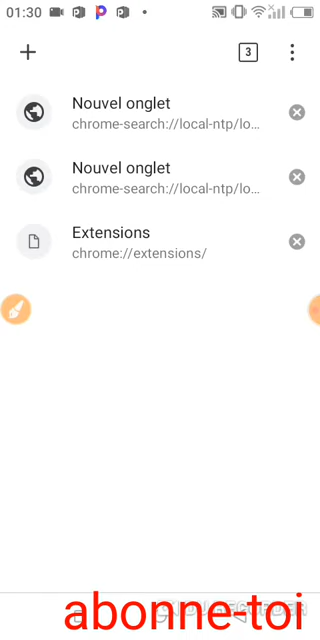 01:30
3
Nouvel onglet
chrome-search://local-ntp/lo...
Nouvel onglet
chrome-search://local-ntp/lo...
Extensions
chrome://extensions/
abonne-toi